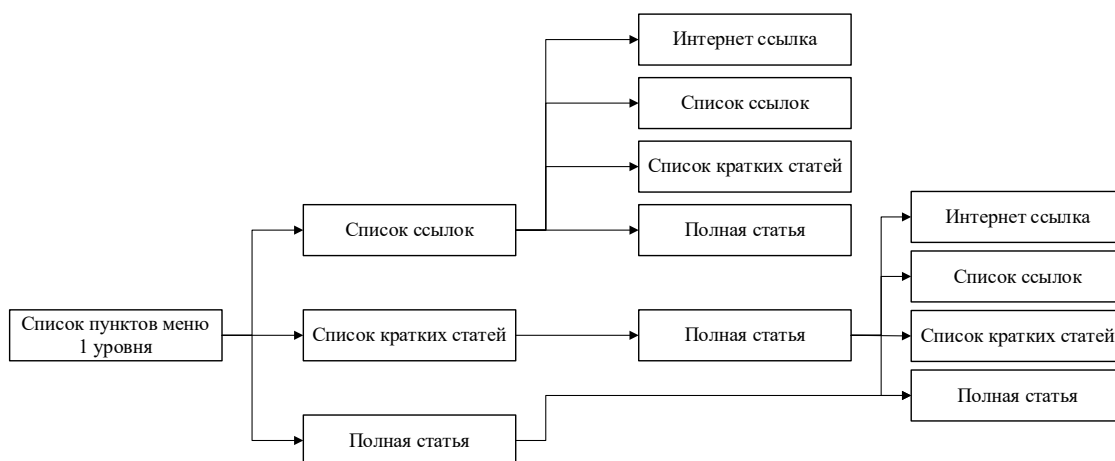 Интернет ссылка
Список ссылок
Список кратких статей
Полная статья
Список ссылок
Интернет ссылка
Список ссылок
Список пунктов меню
1 уровня
Список кратких статей
Полная статья
Список кратких статей
Полная статья
Полная статья